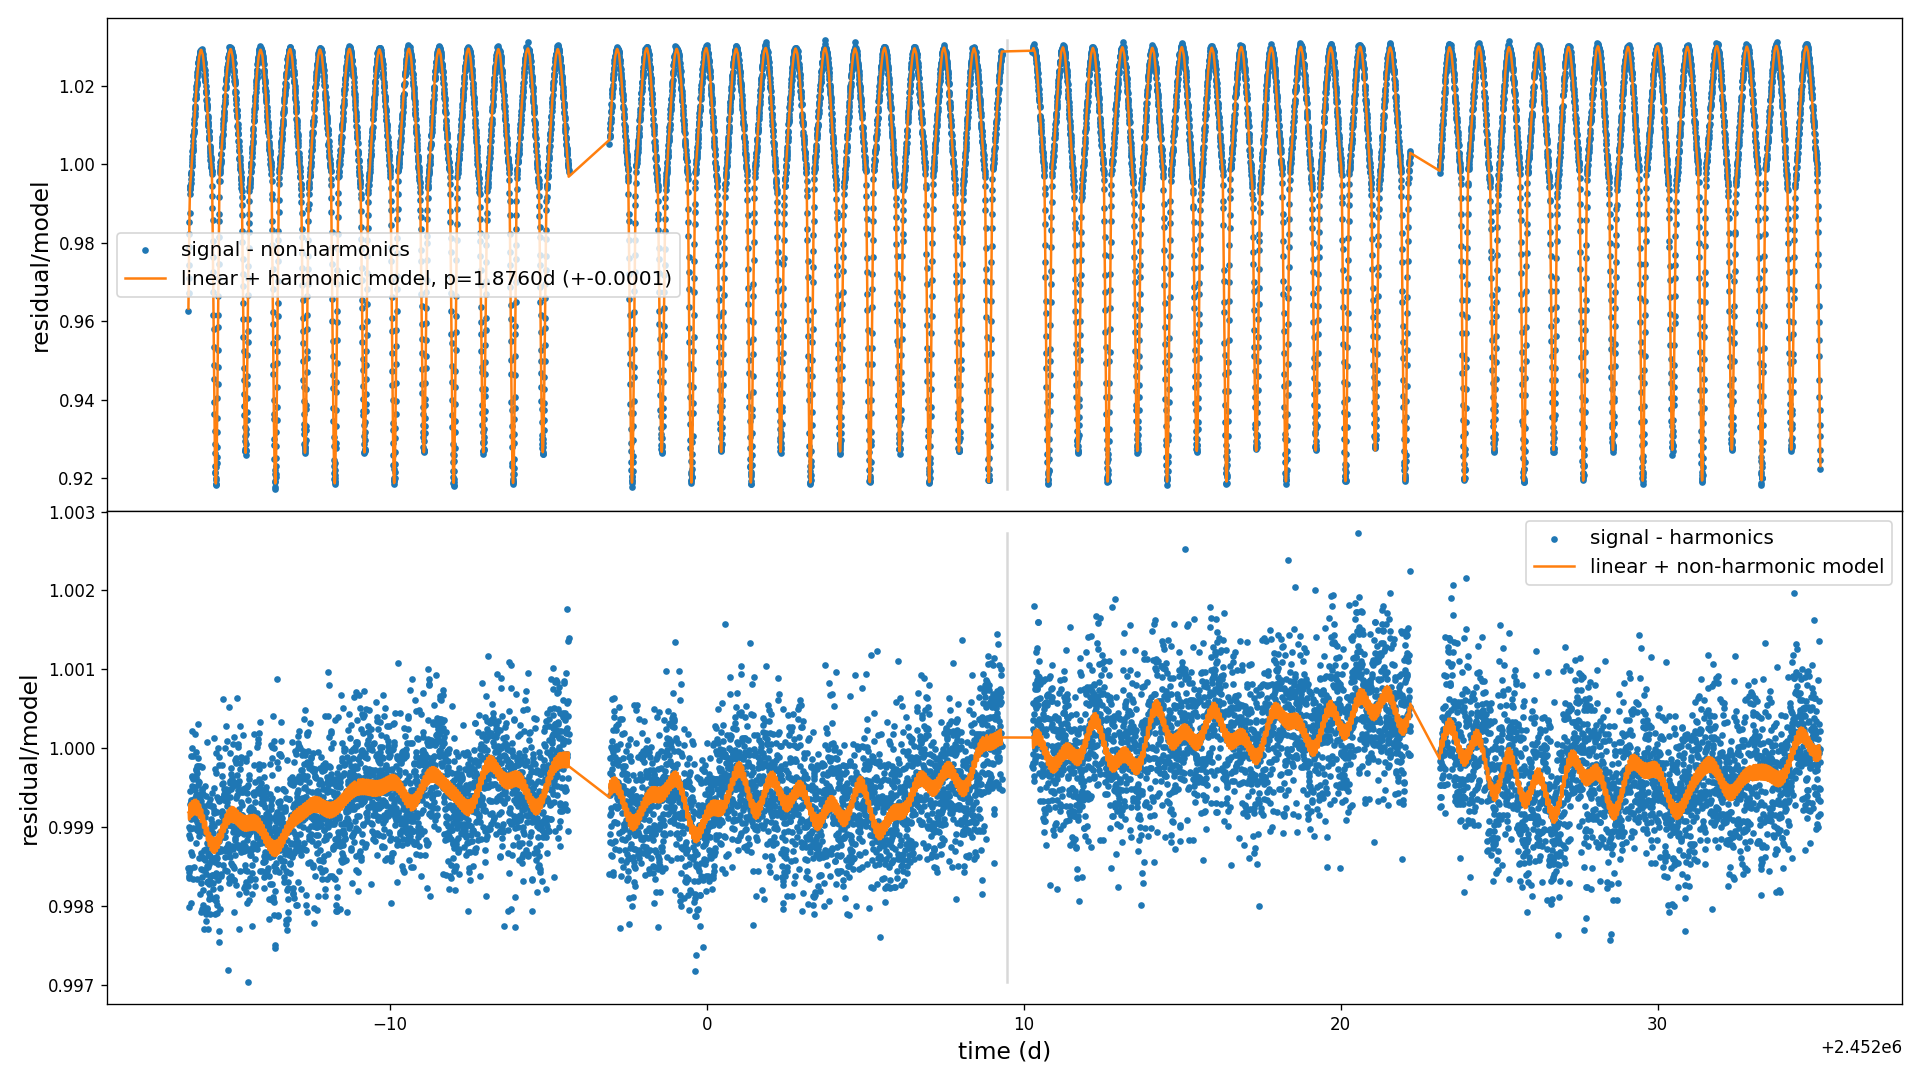 residual/model
1.02
1.00
0.98
0.96
0.94
0.92
signal - non-harmonics
linear + harmonic model, p=1.8760d (+-0.0001)
residual/model
1.003
1.002
1.001
1.000
0.999
0.998
0.997
signal - harmonics
linear + non-harmonic model
−10 0 10 20 30
time (d)
+2.452e6